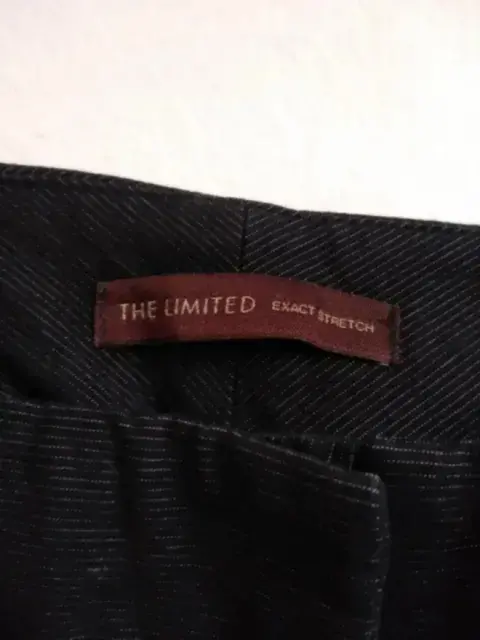 THE LIMITED EXACT STRETCH